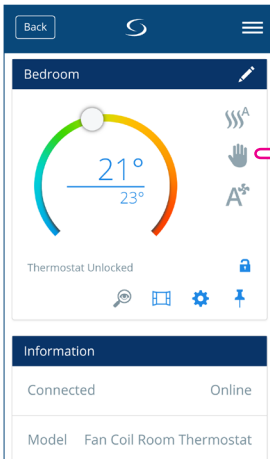 Back
Bedroom
A
21°
23°
A
Thermostat Unlocked
Information
Connected Online
Model Fan Coil Room Thermostat